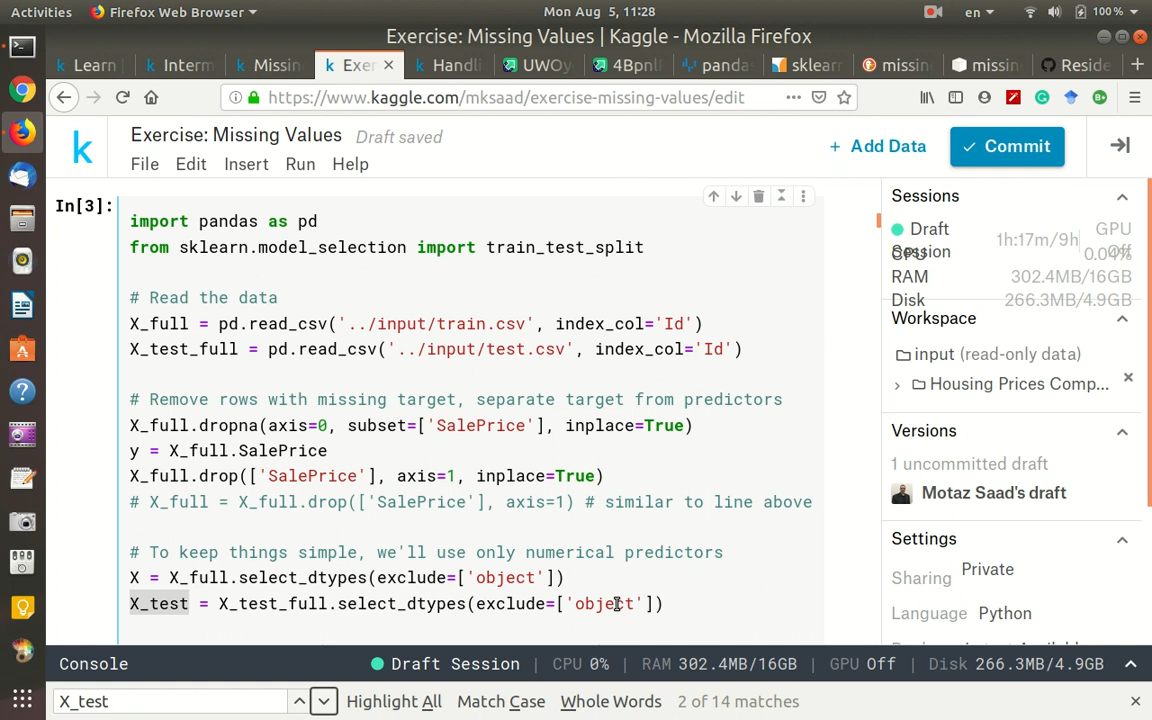 Activities Firefox Web Browser Mon Aug 5, 11:28 en 100%
Exercise: Missing Values | Kaggle - Mozilla Firefox
Learn Interm Missin Exer Handli UWOy 4BpnlF panda sklear missin missin Reside
https://www.kaggle.com/mksaad/exercise-missing-values/edit
Exercise: Missing Values Draft saved
+ Add Data Commit
File Edit Insert Run Help
In[3]:
import pandas as pd
from sklearn.model_selection import train_test_split
# Read the data
X_full = pd.read_csv('../input/train.csv', index_col='Id')
X_test_full = pd.read_csv('../input/test.csv', index_col='Id')
# Remove rows with missing target, separate target from predictors
X_full.dropna(axis=0, subset=['SalePrice'], inplace=True)
y = X_full.SalePrice
X_full.drop(['SalePrice'], axis=1, inplace=True)
# X_full = X_full.drop(['SalePrice'], axis=1) # similar to line above
# To keep things simple, we'll use only numerical predictors
X = X_full.select_dtypes(exclude=['object'])
X_test = X_test_full.select_dtypes(exclude=['object'])
Sessions
Draft Session 1h:17m/9h GPU Off
CPU 0.04%
RAM 302.4MB/16GB
Disk 266.3MB/4.9GB
Workspace
input (read-only data)
Housing Prices Comp...
Versions
1 uncommitted draft
Motaz Saad's draft
Settings
Sharing Private
Language Python
Console Draft Session | CPU 0% | RAM 302.4MB/16GB | GPU Off | Disk 266.3MB/4.9GB
X_test Highlight All Match Case Whole Words 2 of 14 matches